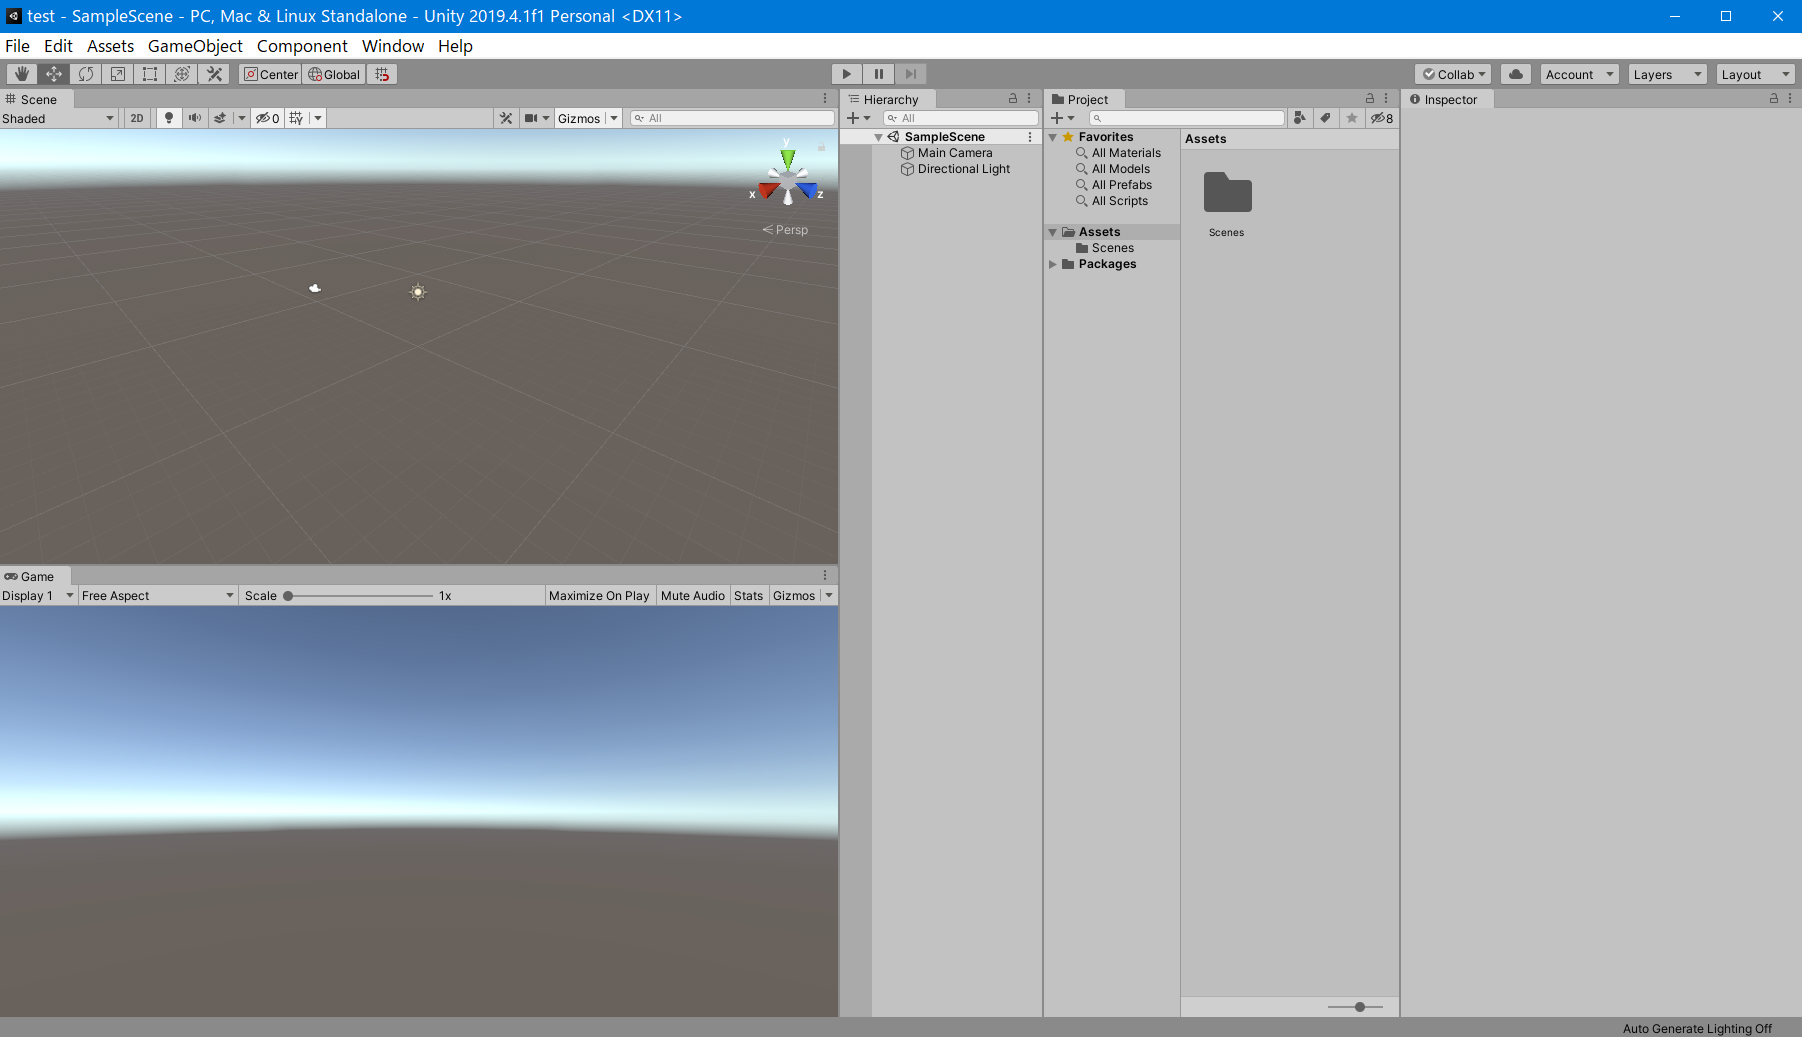 test - SampleScene - PC, Mac & Linux Standalone - Unity 2019.4.1f1 Personal <DX11>
File Edit Assets GameObject Component Window Help
Center Global Collab Account Layers Layout
Scene
Shaded 2D 0 Gizmos All
y
x z
Persp
Game
Display 1 Free Aspect Scale 1x Maximize On Play Mute Audio Stats Gizmos
Hierarchy
All
SampleScene
Main Camera
Directional Light
Project
8
Favorites
All Materials
All Models
All Prefabs
All Scripts
Assets
Scenes
Packages
Assets
Scenes
Inspector
Auto Generate Lighting Off